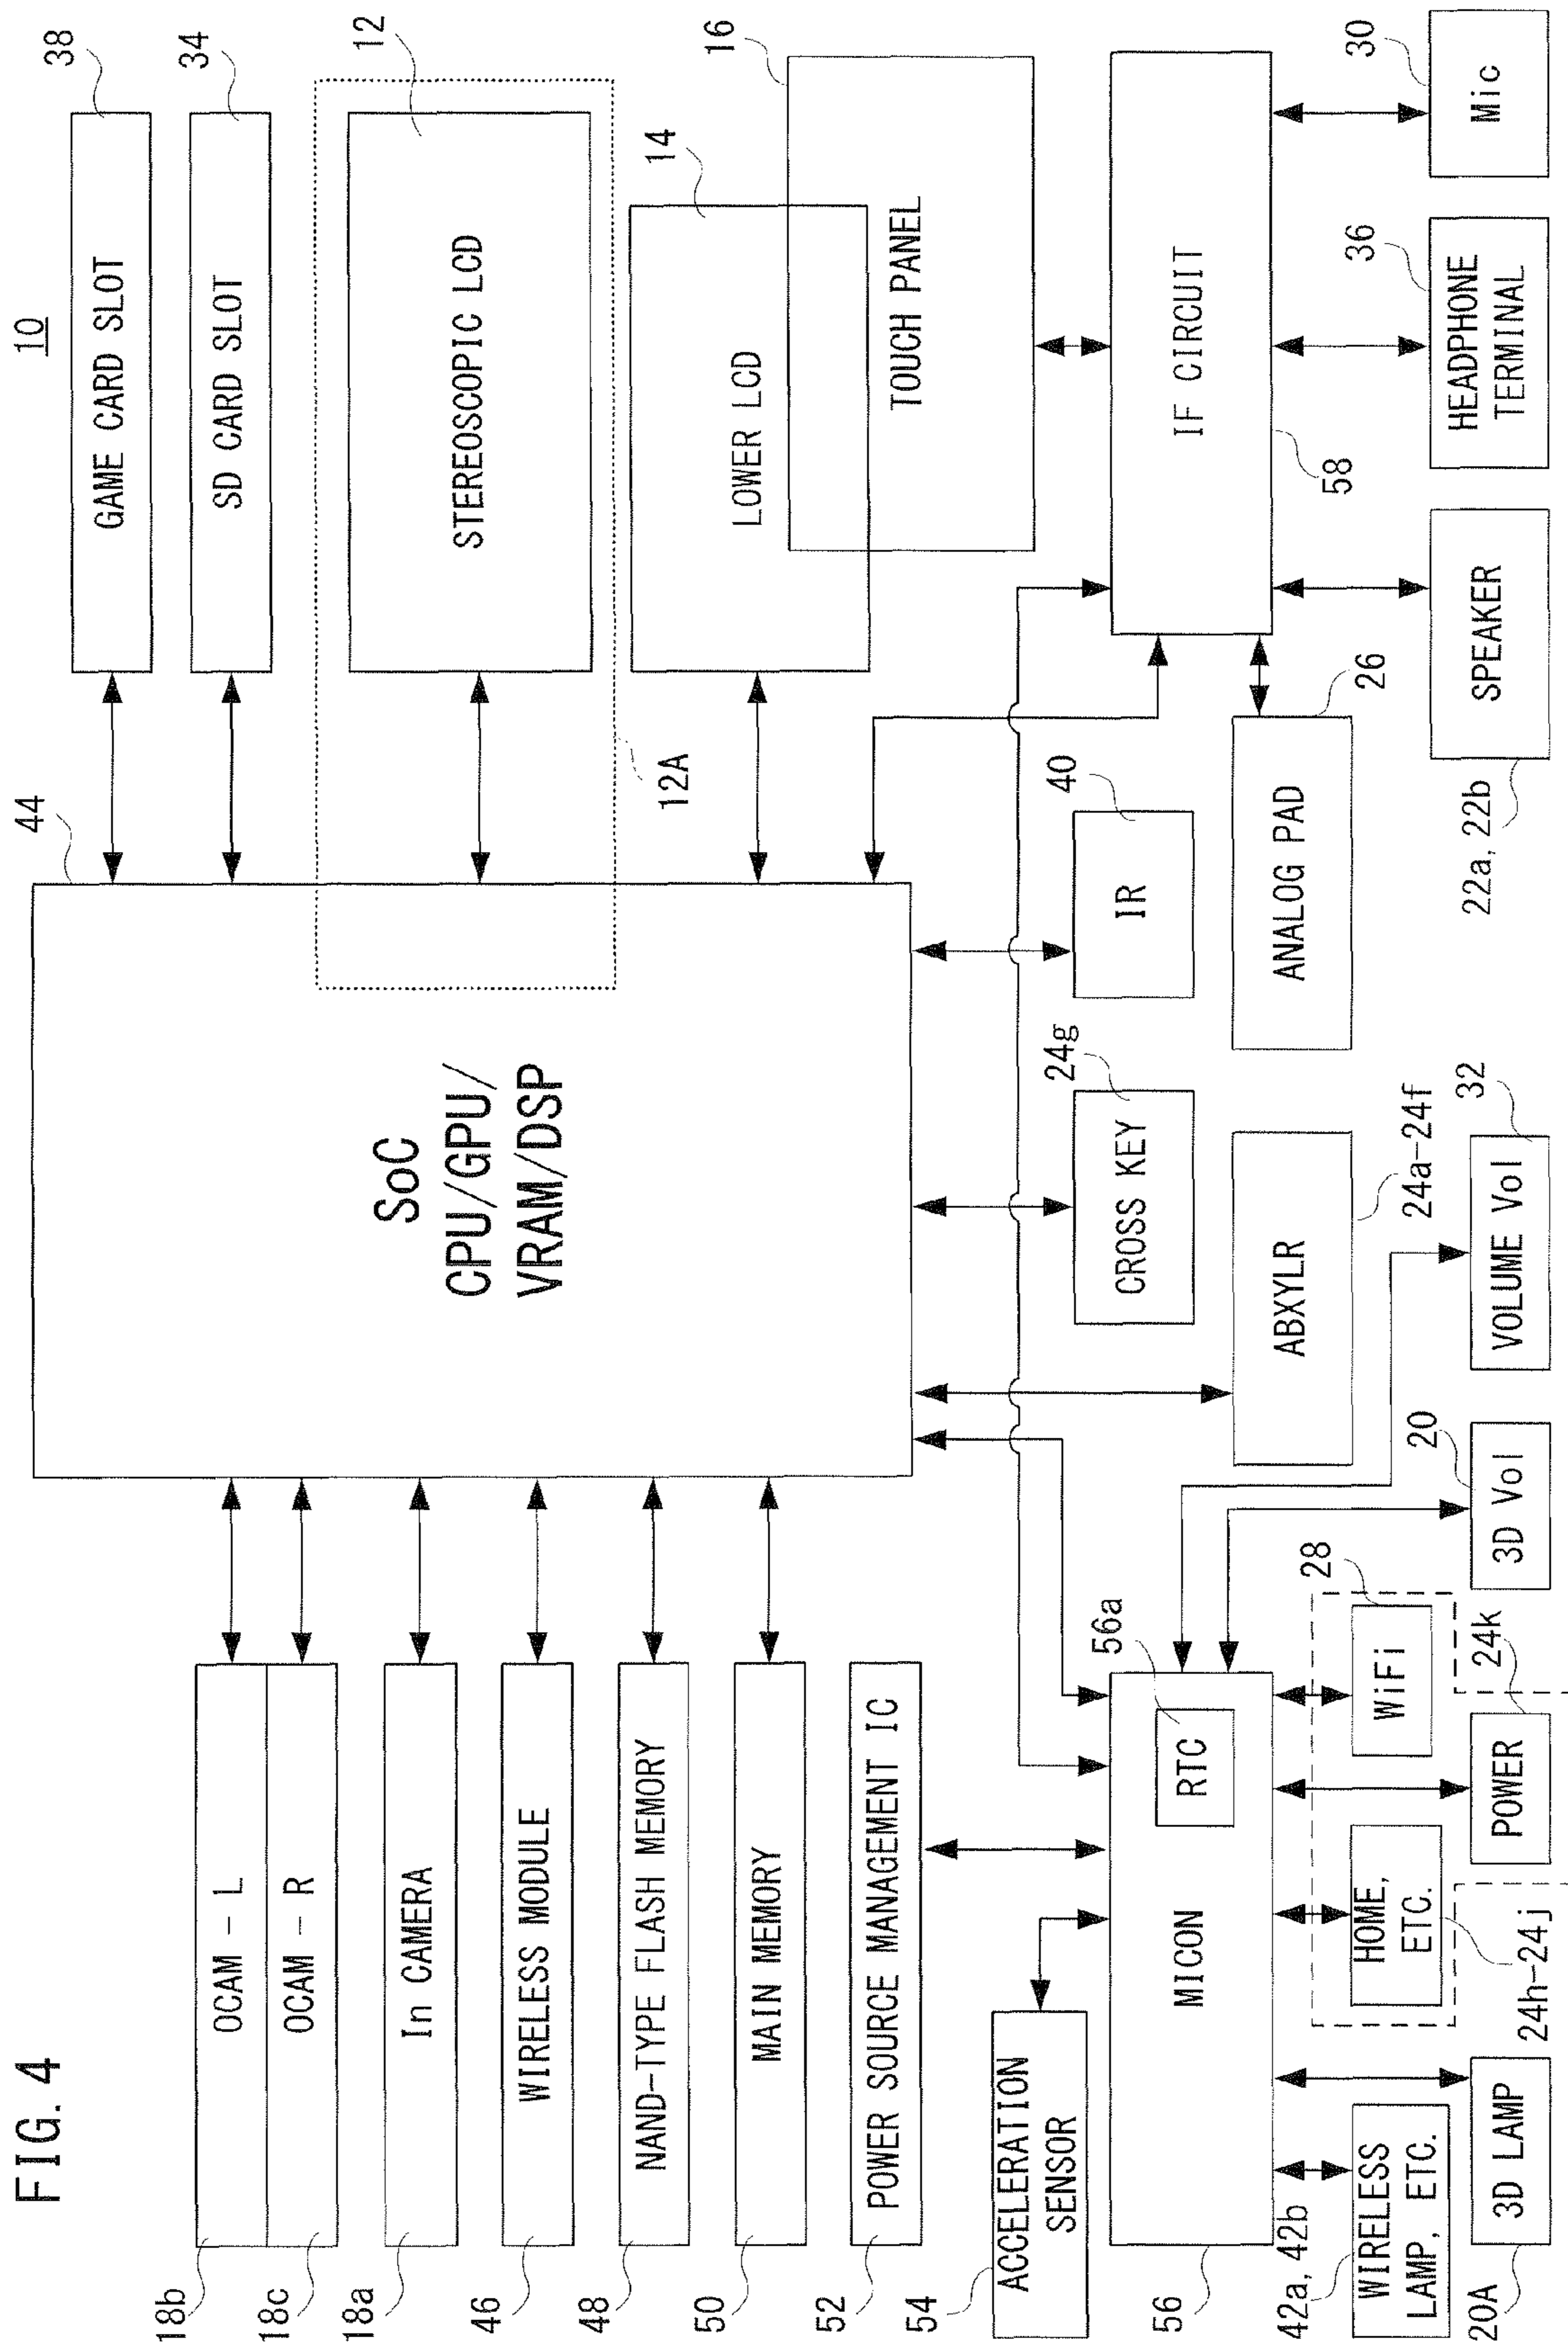 FIG. 4
10
18b
OCAM - L
18c
OCAM - R
18a
In CAMERA
46
WIRELESS MODULE
48
NAND-TYPE FLASH MEMORY
50
MAIN MEMORY
52
POWER SOURCE MANAGEMENT IC
44
SoC
CPU/GPU/
VRAM/DSP
38
GAME CARD SLOT
34
SD CARD SLOT
12
STEREOSCOPIC LCD
12A
14
LOWER LCD
16
TOUCH PANEL
54
ACCELERATION
SENSOR
56
MICON
56a
RTC
24g
CROSS KEY
40
IR
ABXYLR
24a-24f
ANALOG PAD
26
IF CIRCUIT
58
42a, 42b
WIRELESS
LAMP, ETC.
20A
3D LAMP
HOME,
ETC.
24h-24j
WiFi
28
POWER
24k
3D Vol
20
VOLUME Vol
32
SPEAKER
22a, 22b
HEADPHONE
TERMINAL
36
Mic
30